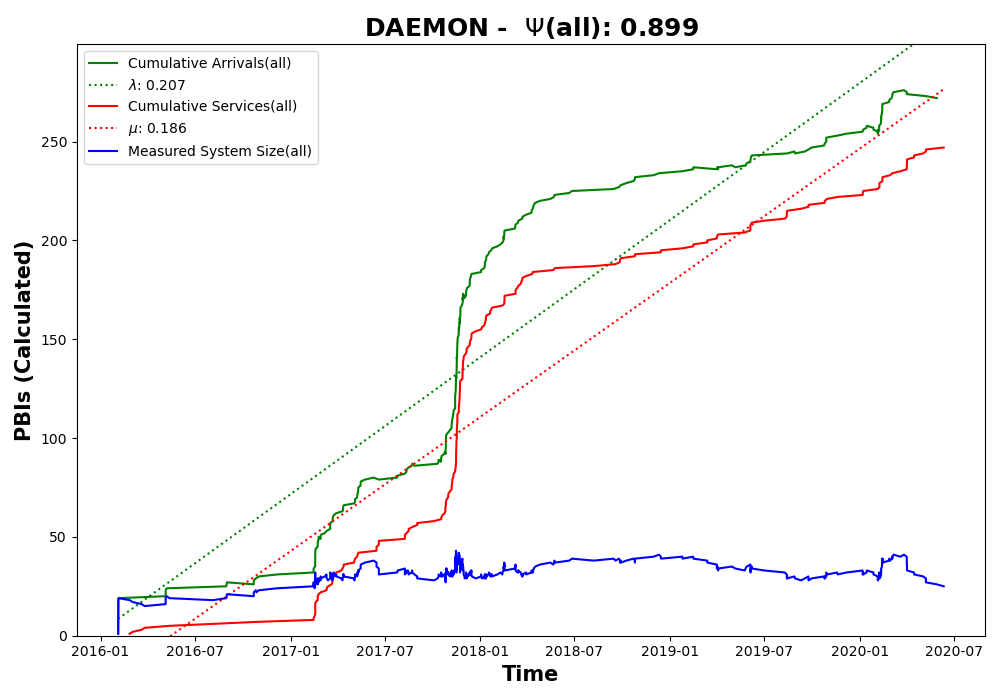 DAEMON - Ψ(all): 0.899
Cumulative Arrivals(all)
λ: 0.207
Cumulative Services(all)
μ: 0.186
Measured System Size(all)
PBIs (Calculated)
250
200
150
100
50
0
2016-01 2016-07 2017-01 2017-07 2018-01 2018-07 2019-01 2019-07 2020-01 2020-07
Time